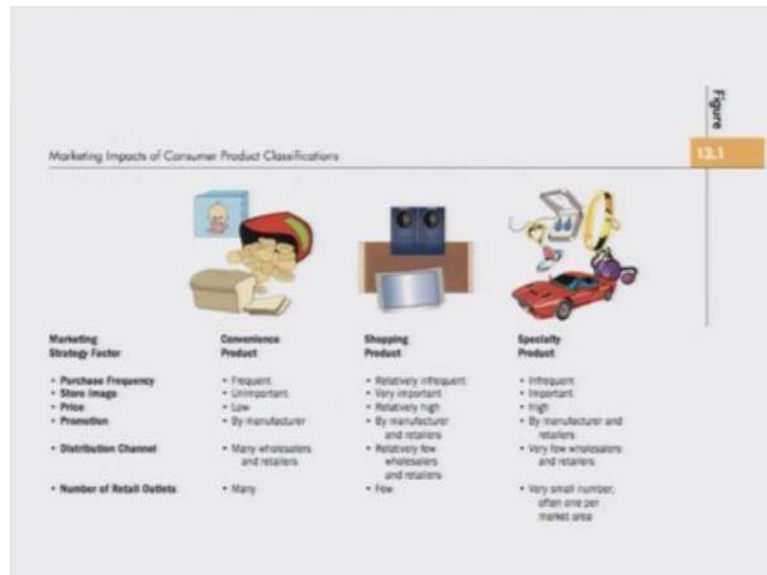 Figure
13.1
Marketing Impacts of Consumer Product Classifications
Marketing
Strategy Factor
Convenience
Product
Shopping
Product
Specialty
Product
• Purchase Frequency • Frequent • Relatively infrequent • Infrequent
• Store Image • Unimportant • Very important • Important
• Price • Low • Relatively high • High
• Promotion • By manufacturer • By manufacturer
and retailers • By manufacturer and
retailers
• Distribution Channel • Many wholesalers
and retailers • Relatively few
wholesalers
and retailers • Very few wholesalers
and retailers
• Number of Retail Outlets • Many • Few • Very small number;
often one per
market area